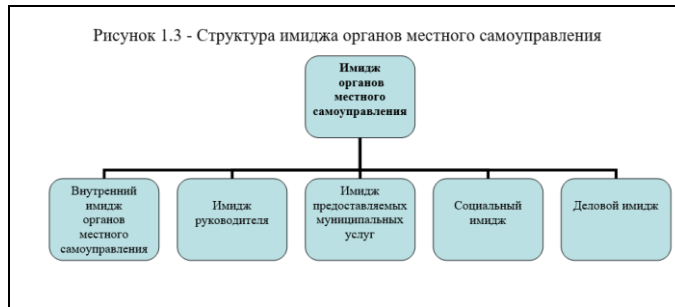 Рисунок 1.3 - Структура имиджа органов местного самоуправления
Имидж
органов
местного
самоуправления
Внутренний
имидж
органов
местного
самоуправления
Имидж
руководителя
Имидж
предоставляемых
муниципальных
услуг
Социальный
имидж
Деловой имидж